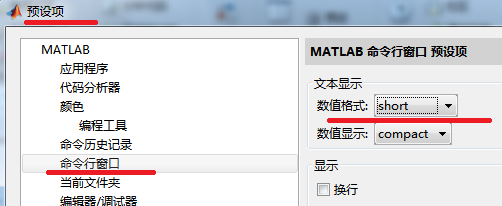 预设项
MATLAB
应用程序
代码分析器
颜色
编程工具
命令历史记录
命令行窗口
当前文件夹
编辑器/调试器
MATLAB 命令行窗口 预设项
文本显示
数值格式: short
数值显示: compact
显示
换行